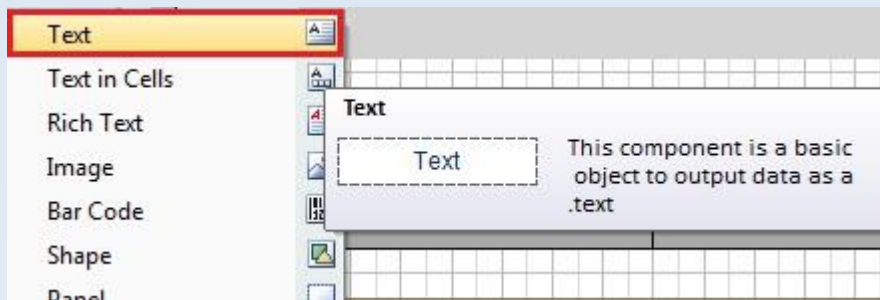 Text
Text in Cells
Rich Text
Image
Bar Code
Shape
Panel
Text
Text
This component is a basic
object to output data as a
.text